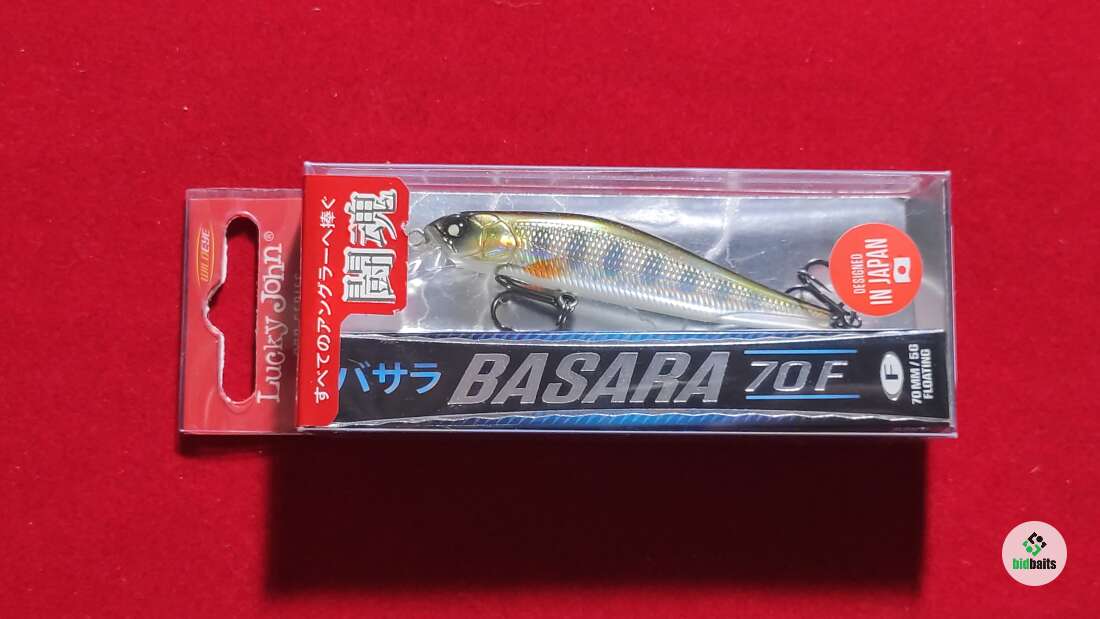 WILDEYE
Lucky John®
すべてのアングラーへ捧ぐ
闘魂
DESIGNED
IN JAPAN
バサラ
BASARA
70F
F
70MM/5G
FLOATING
bidbaits